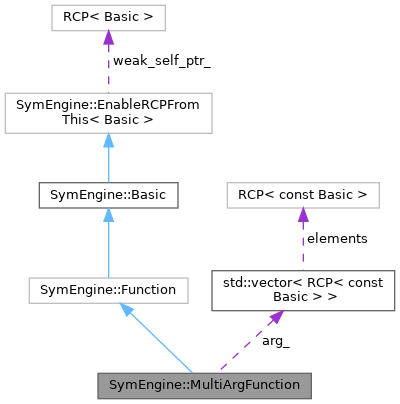 RCP< Basic >
weak_self_ptr_
SymEngine::EnableRCPFrom
This< Basic >
SymEngine::Basic
RCP< const Basic >
elements
SymEngine::Function
std::vector< RCP< const
Basic > >
arg_
SymEngine::MultiArgFunction